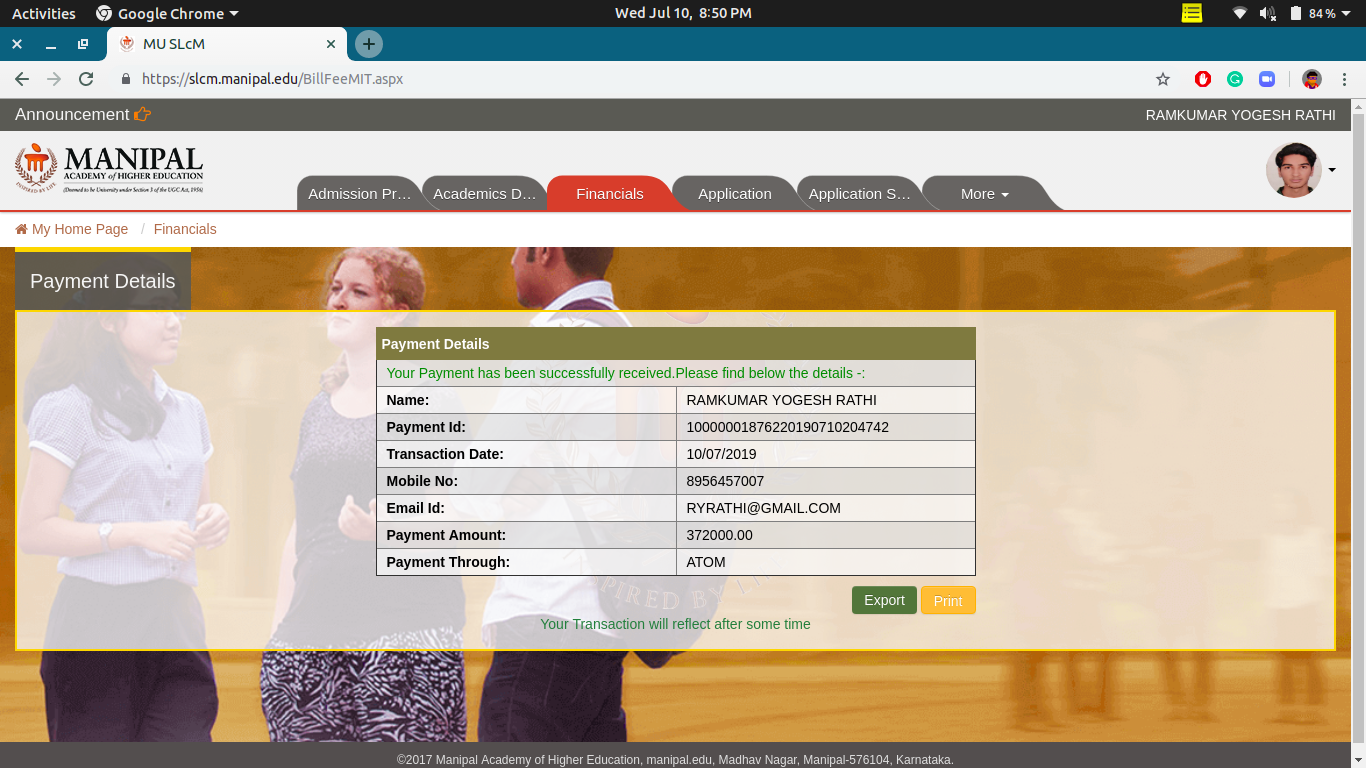 Activities Google Chrome Wed Jul 10, 8:50 PM 84%
MU SLcM
https://slcm.manipal.edu/BillFeeMIT.aspx
Announcement RAMKUMAR YOGESH RATHI
MANIPAL
ACADEMY of HIGHER EDUCATION
(Deemed to be University under Section 3 of the UGC Act, 1956)
INSPIRED BY LIFE
Admission Pr… Academics D… Financials Application Application S… More
My Home Page / Financials
Payment Details
Payment Details
Your Payment has been successfully received.Please find below the details -:
Name: RAMKUMAR YOGESH RATHI
Payment Id: 10000001876220190710204742
Transaction Date: 10/07/2019
Mobile No: 8956457007
Email Id: RYRATHI@GMAIL.COM
Payment Amount: 372000.00
Payment Through: ATOM
Export Print
Your Transaction will reflect after some time
©2017 Manipal Academy of Higher Education, manipal.edu, Madhav Nagar, Manipal-576104, Karnataka.